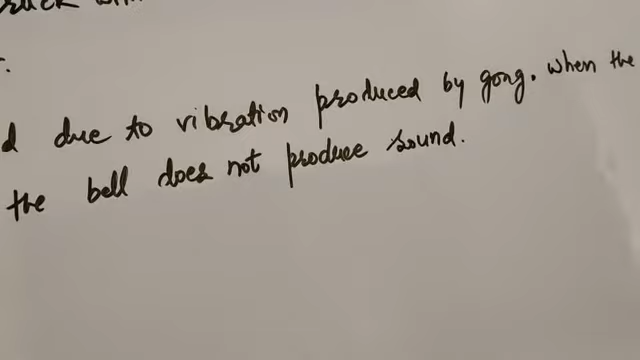 due to vibration produced by gong. when the
the bell does not produce sound.